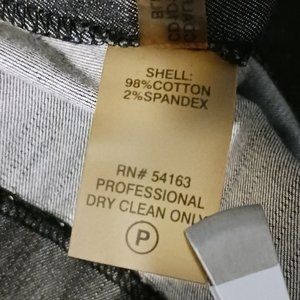 SHELL:
98%COTTON
2%SPANDEX
RN# 54163
PROFESSIONAL
DRY CLEAN ONLY
P